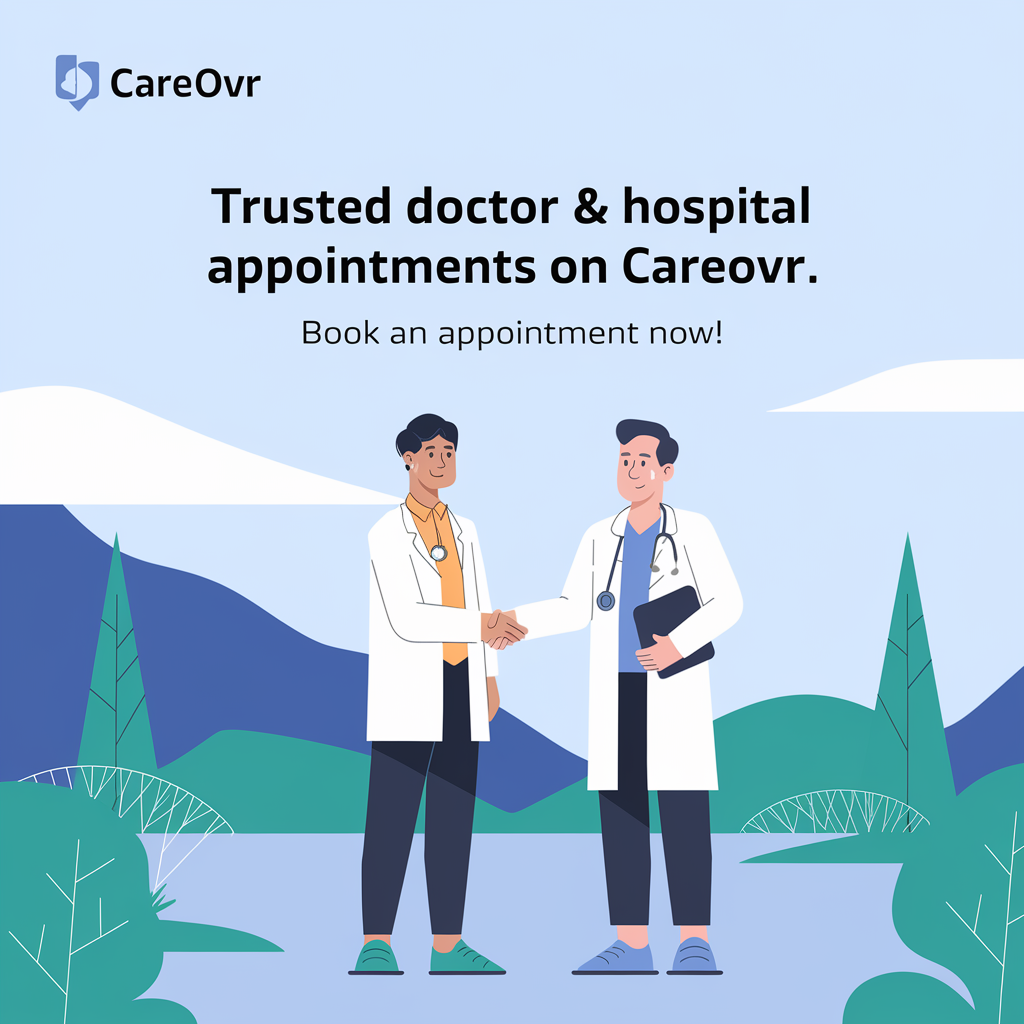 CareOvr
Trusted doctor & hospital
appointments on Careovr.
Book an appointment now!